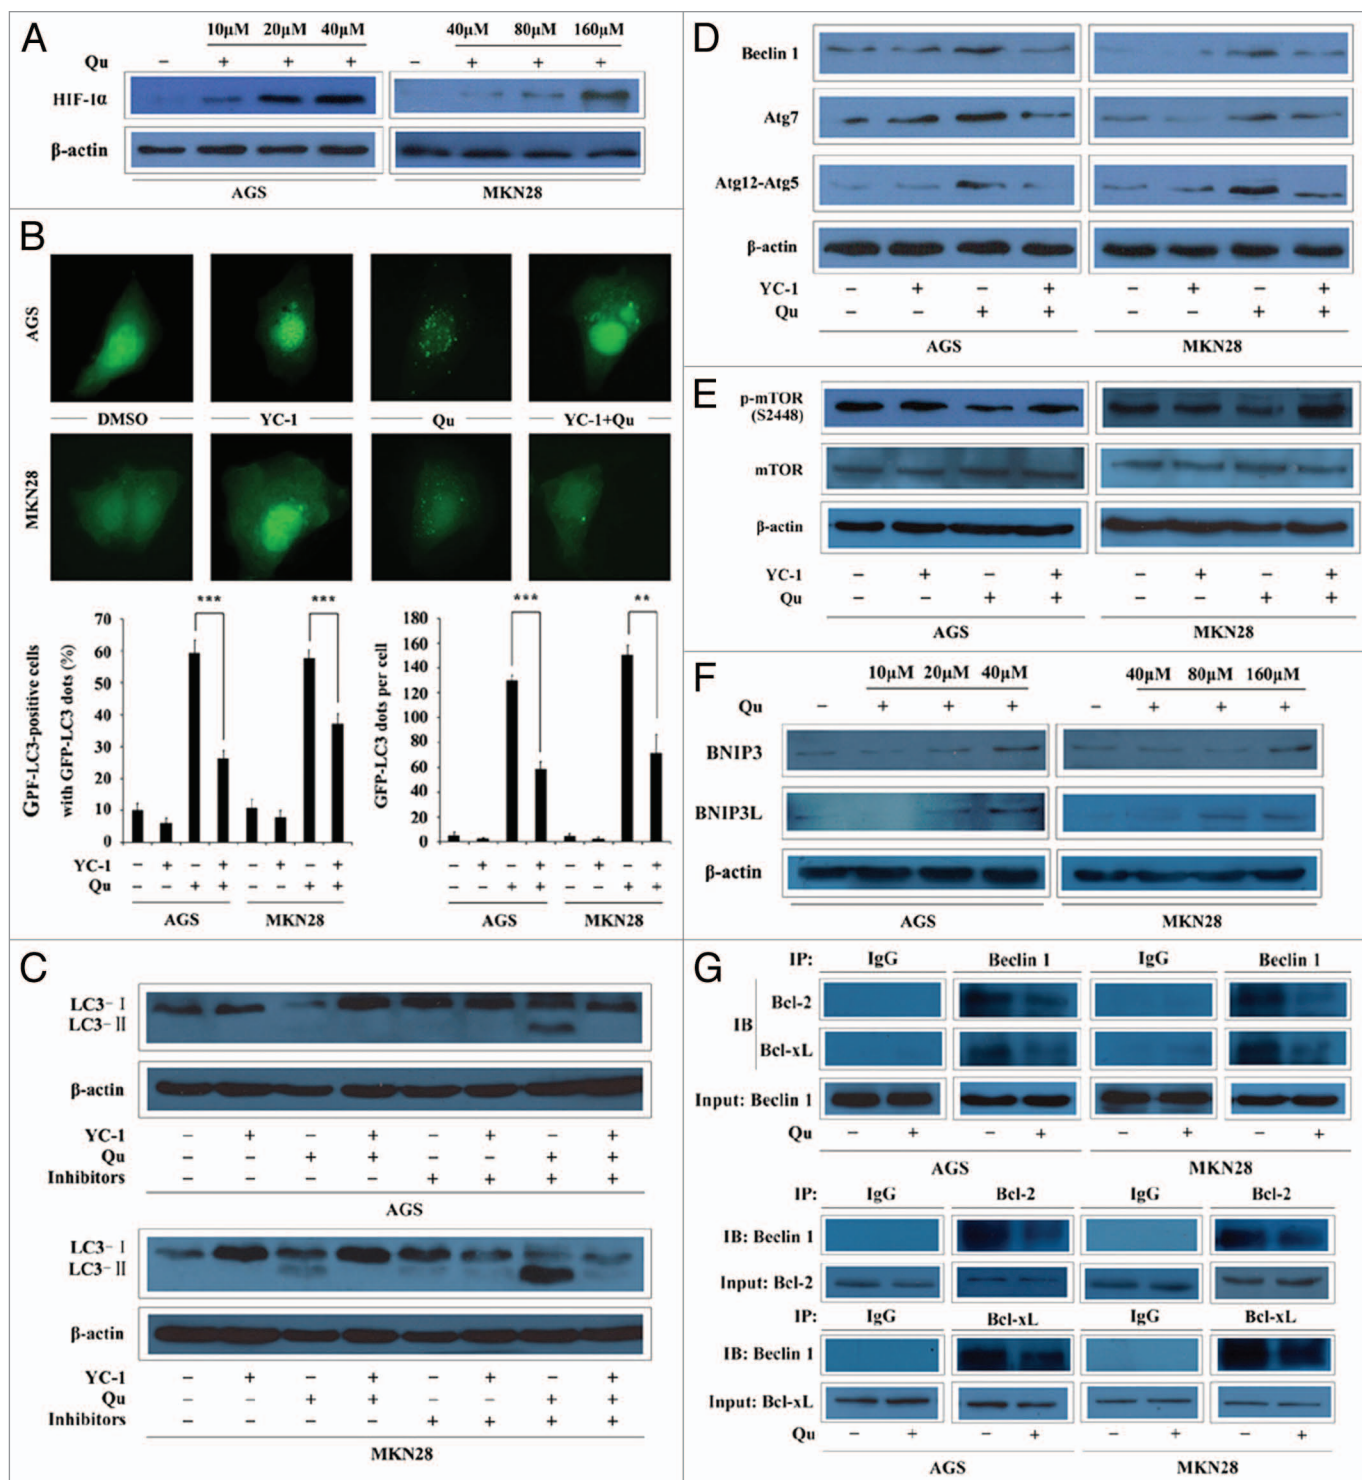 A
10μM 20μM 40μM 40μM 80μM 160μM
Qu − + + + − + + +
HIF-1α
β-actin
AGS MKN28
B
AGS
DMSO YC-1 Qu YC-1+Qu
MKN28
*** *** *** **
GPF-LC3-positive cells
with GFP-LC3 dots (%)
70
60
50
40
30
20
10
0
GFP-LC3 dots per cell
180
160
140
120
100
80
60
40
20
0
YC-1 − + − + − + − + − + − + − + − +
Qu − − + + − − + + − − + + − − + +
AGS MKN28 AGS MKN28
C
LC3-I
LC3-II
β-actin
YC-1 − + − + − + − +
Qu − − + + − − + +
Inhibitors − − − − + + + +
AGS
LC3-I
LC3-II
β-actin
YC-1 − + − + − + − +
Qu − − + + − − + +
Inhibitors − − − − + + + +
MKN28
D
Beclin 1
Atg7
Atg12-Atg5
β-actin
YC-1 − + − + − + − +
Qu − − + + − − + +
AGS MKN28
E
p-mTOR
(S2448)
mTOR
β-actin
YC-1 − + − + − + − +
Qu − − + + − − + +
AGS MKN28
F
10μM 20μM 40μM 40μM 80μM 160μM
Qu − + + + − + + +
BNIP3
BNIP3L
β-actin
AGS MKN28
G
IP: IgG Beclin 1 IgG Beclin 1
Bcl-2
IB
Bcl-xL
Input: Beclin 1
Qu − + − + − + − +
AGS MKN28
IP: IgG Bcl-2 IgG Bcl-2
IB: Beclin 1
Input: Bcl-2
IP: IgG Bcl-xL IgG Bcl-xL
IB: Beclin 1
Input: Bcl-xL
Qu − + − + − + − +
AGS MKN28